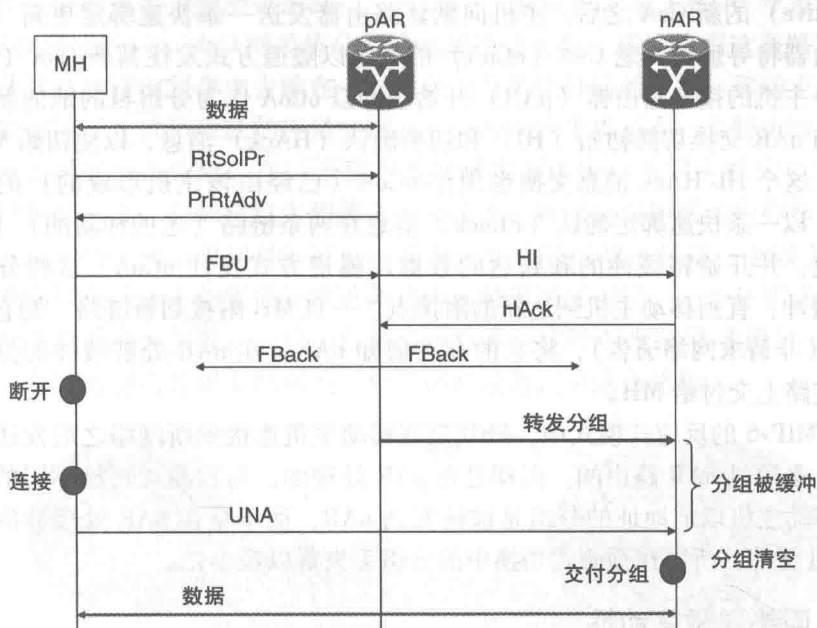 pAR
nAR
MH
数据
RtSolPr
PrRtAdv
FBU
HI
HAck
FBack
FBack
断开
转发分组
连接
分组被缓冲
UNA
分组清空
交付分组
数据